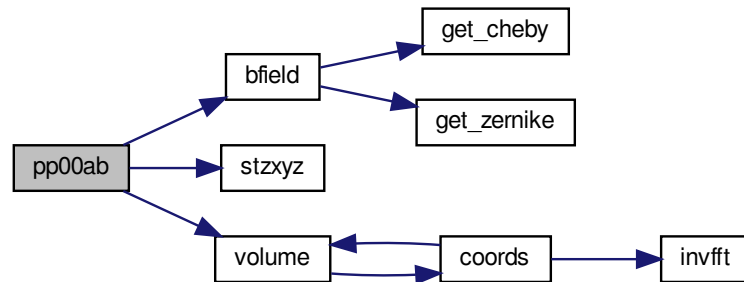 get_cheby
bfield
get_zernike
pp00ab
stzxyz
volume
coords
invfft